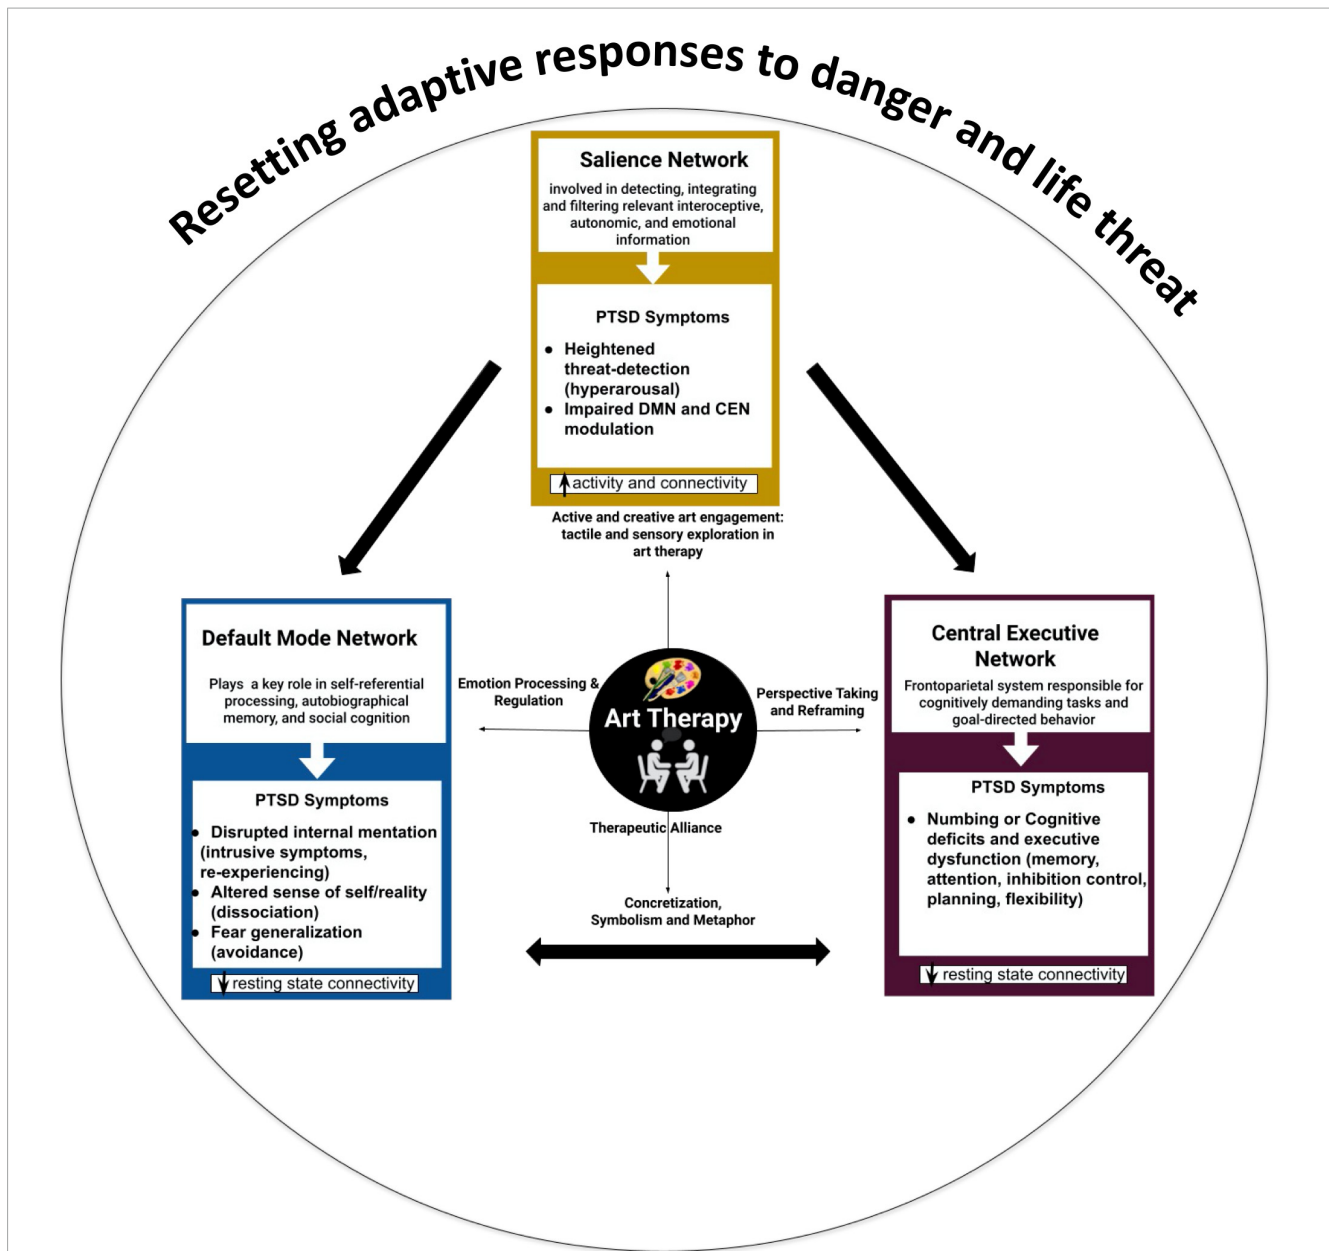 Resetting adaptive responses to danger and life threat
Salience Network
involved in detecting, integrating
and filtering relevant interoceptive,
autonomic, and emotional
information
PTSD Symptoms
● Heightened
threat-detection
(hyperarousal)
● Impaired DMN and CEN
modulation
activity and connectivity
Active and creative art engagement:
tactile and sensory exploration in
art therapy
Default Mode Network
Plays a key role in self-referential
processing, autobiographical
memory, and social cognition
PTSD Symptoms
● Disrupted internal mentation
(intrusive symptoms,
re-experiencing)
● Altered sense of self/reality
(dissociation)
● Fear generalization
(avoidance)
resting state connectivity
Emotion Processing &
Regulation
Art Therapy
Perspective Taking
and Reframing
Therapeutic Alliance
Concretization,
Symbolism and Metaphor
Central Executive
Network
Frontoparietal system responsible for
cognitively demanding tasks and
goal-directed behavior
PTSD Symptoms
● Numbing or Cognitive
deficits and executive
dysfunction (memory,
attention, inhibition control,
planning, flexibility)
resting state connectivity